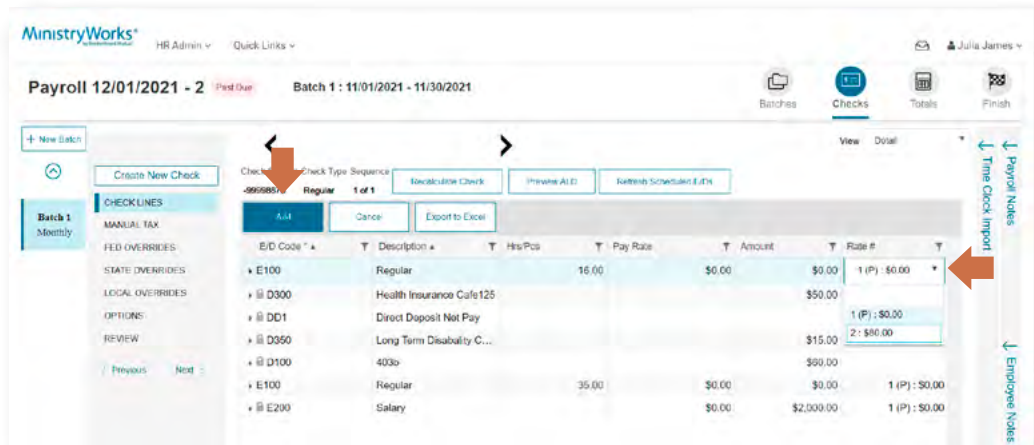 MinistryWorks
HR Admin
Quick Links
Julia James
Payroll 12/01/2021 - 2 Past Due
Batch 1 : 11/01/2021 - 11/30/2021
Batches
Checks
Totals
Finish
+ New Batch
View Detail
Create New Check
Check Type Sequence
Regular 1 of 1
Recalculate Check
Preview ALD
Refresh Scheduled E/Ds
Batch 1
Monthly
CHECK LINES
MANUAL TAX
FED OVERRIDES
STATE OVERRIDES
LOCAL OVERRIDES
OPTIONS
REVIEW
Previous Next
Add
Cancel
Export to Excel
E/D Code * Description Hrs/Pcs Pay Rate Amount Rate #
E100 Regular 16.00 $0.00 $0.00 1 (P) : $0.00
D300 Health Insurance Cafe125 $50.00
1 (P) : $0.00
DD1 Direct Deposit Net Pay
2 : $80.00
D350 Long Term Disability C... $15.00
D100 403b $60.00
E100 Regular 35.00 $0.00 $0.00 1 (P) : $0.00
E200 Salary $0.00 $2,000.00 1 (P) : $0.00
Time Clock Import
Payroll Notes
Employee Notes